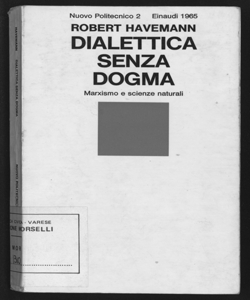 Nuovo Politecnico 2 Einaudi 1965
ROBERT HAVEMANN
DIALETTICA
SENZA
DOGMA
Marxismo e scienze naturali
VARESE
ORSELLI